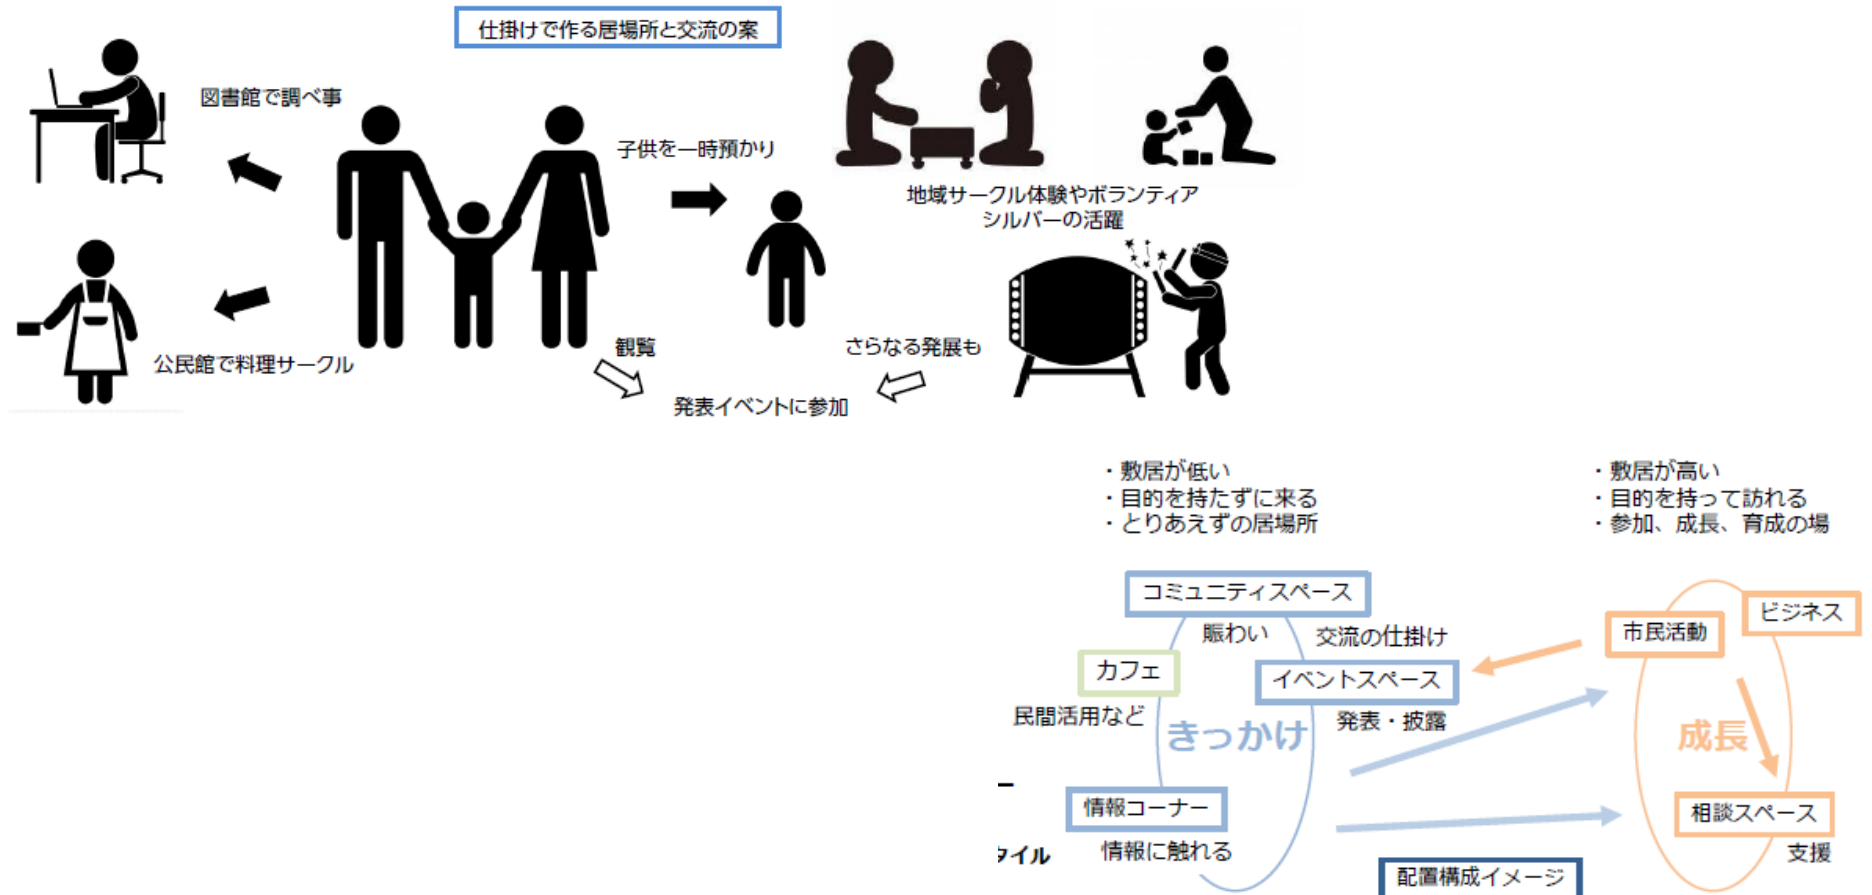 仕掛けで作る居場所と交流の案
図書館で調べ事
子供を一時預かり
地域サークル体験やボランティア
シルバーの活躍
公民館で料理サークル
観覧
さらなる発展も
発表イベントに参加
・敷居が低い
・目的を持たずに来る
・とりあえずの居場所
・敷居が高い
・目的を持って訪れる
・参加、成長、育成の場
コミュニティスペース
賑わい
交流の仕掛け
カフェ
イベントスペース
民間活用など
発表・披露
きっかけ
情報コーナー
情報に触れる
ビジネス
市民活動
成長
相談スペース
支援
ー
タイル
配置構成イメージ